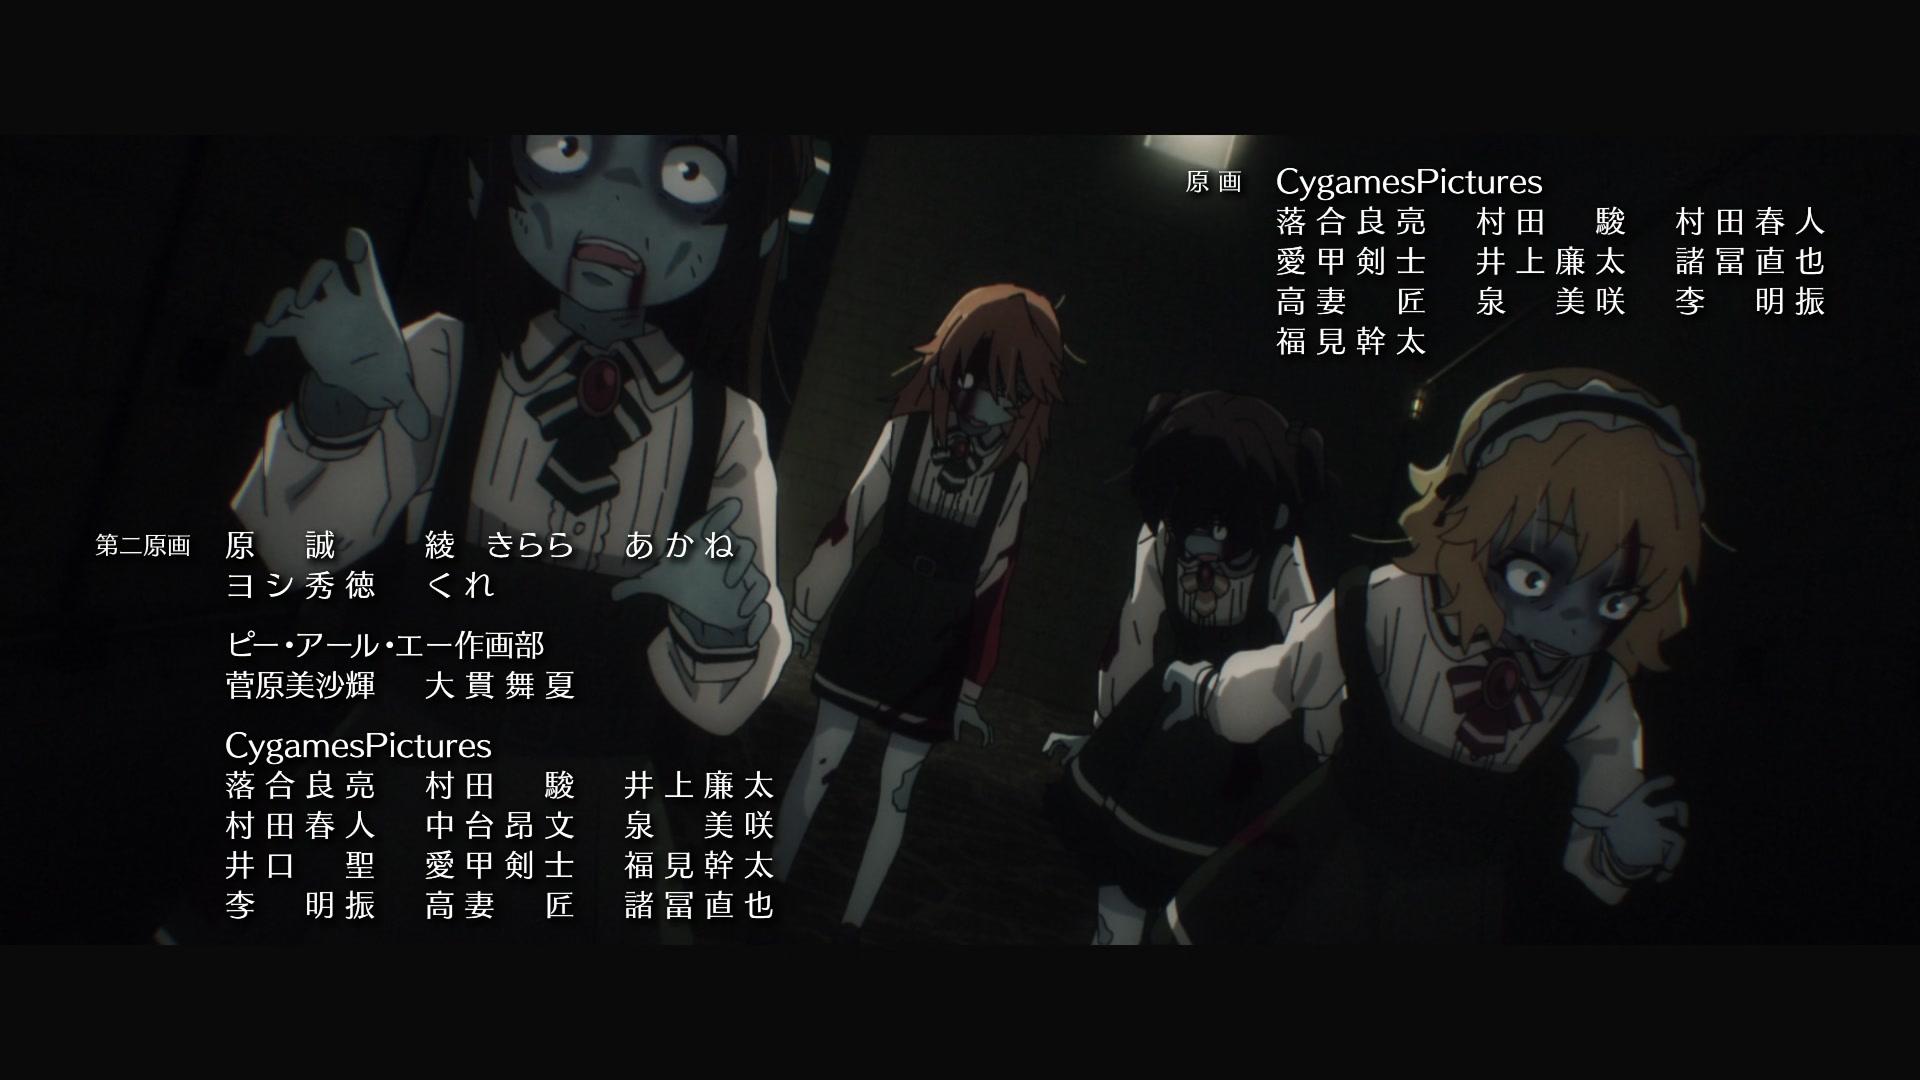 原画 CygamesPictures
落合良亮 村田 駿 村田春人
愛甲剣士 井上廉太 諸冨直也
高妻 匠 泉 美咲 李 明振
福見幹太
第二原画 原 誠 綾 きらら あかね
ヨシ秀徳 くれ
ピー・アール・エー作画部
菅原美沙輝 大貫舞夏
CygamesPictures
落合良亮 村田 駿 井上廉太
村田春人 中台昂文 泉 美咲
井口 聖 愛甲剣士 福見幹太
李 明振 高妻 匠 諸冨直也